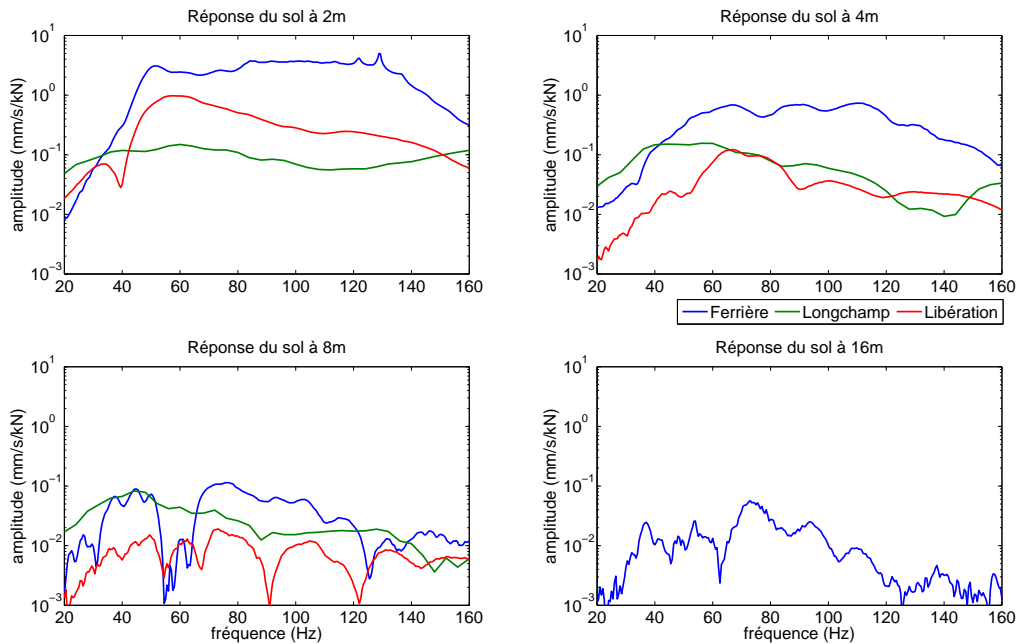 Réponse du sol à 2m
10^1
10^0
10^−1
10^−2
10^−3
amplitude (mm/s/kN)
20 40 60 80 100 120 140 160
Réponse du sol à 4m
10^1
10^0
10^−1
10^−2
10^−3
amplitude (mm/s/kN)
20 40 60 80 100 120 140 160
Ferrière Longchamp Libération
Réponse du sol à 8m
10^1
10^0
10^−1
10^−2
10^−3
amplitude (mm/s/kN)
20 40 60 80 100 120 140 160
fréquence (Hz)
Réponse du sol à 16m
10^1
10^0
10^−1
10^−2
10^−3
amplitude (mm/s/kN)
20 40 60 80 100 120 140 160
fréquence (Hz)